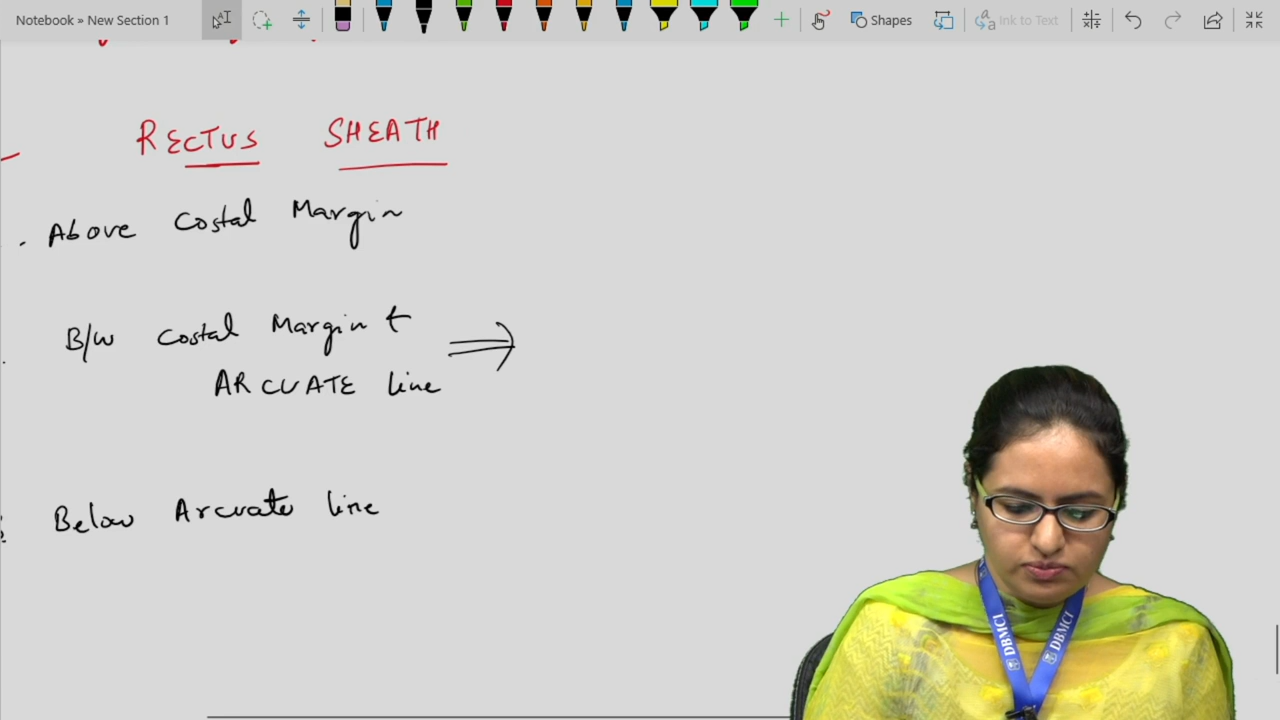 Notebook » New Section 1
Shapes
Ink to Text
RECTUS SHEATH
Above Costal Margin
B/w Costal Margin +
ARCUATE line
Below Arcuate line
DBMCI
DBMCI